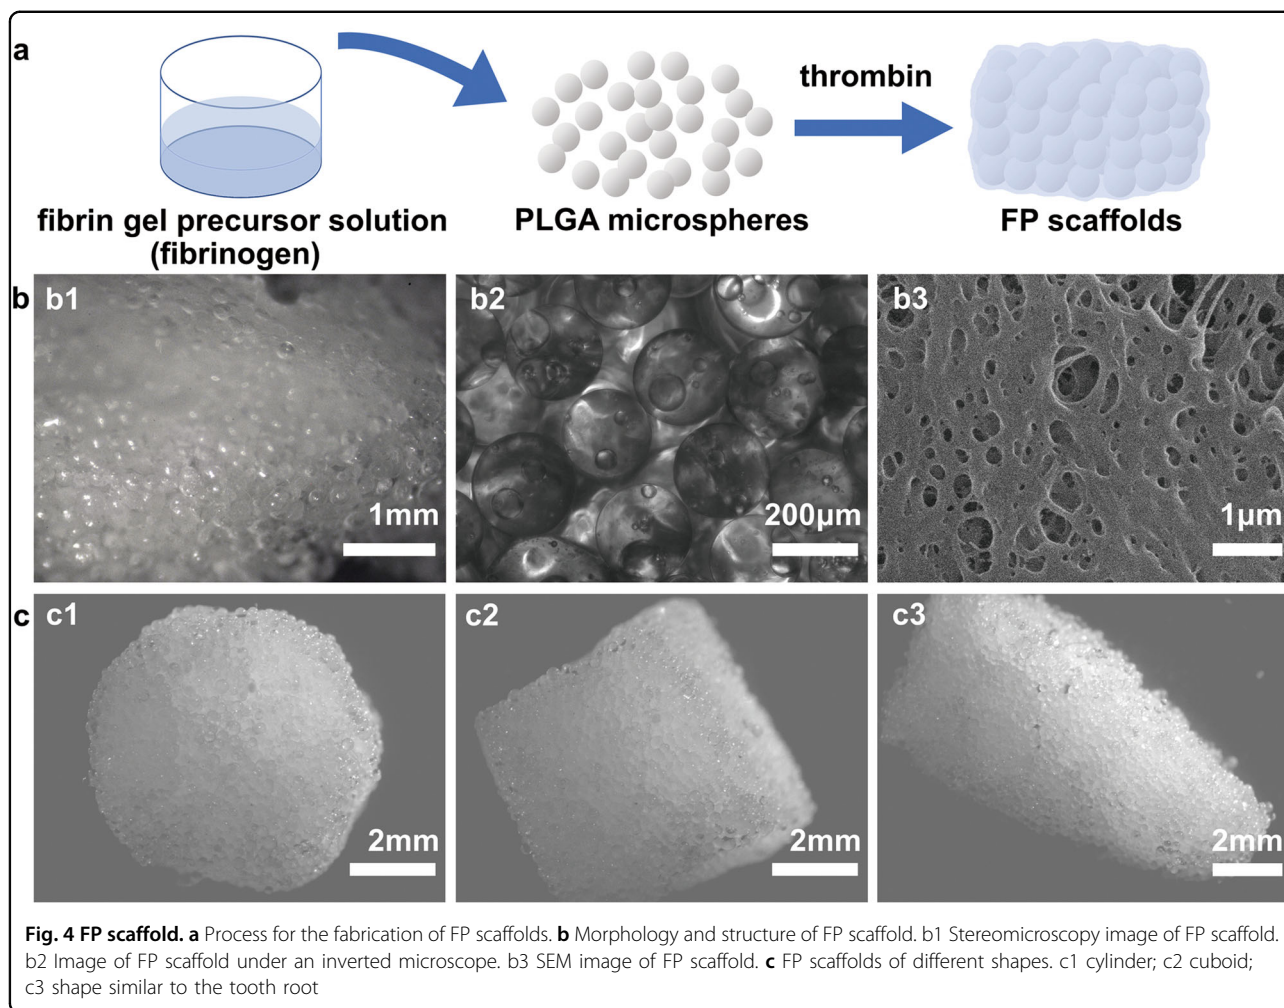 a
thrombin
fibrin gel precursor solution
(fibrinogen)
PLGA microspheres
FP scaffolds
b
b1
1mm
b2
200µm
b3
1µm
c
c1
2mm
c2
2mm
c3
2mm
Fig. 4 FP scaffold. a Process for the fabrication of FP scaffolds. b Morphology and structure of FP scaffold. b1 Stereomicroscopy image of FP scaffold.
b2 Image of FP scaffold under an inverted microscope. b3 SEM image of FP scaffold. c FP scaffolds of different shapes. c1 cylinder; c2 cuboid;
c3 shape similar to the tooth root